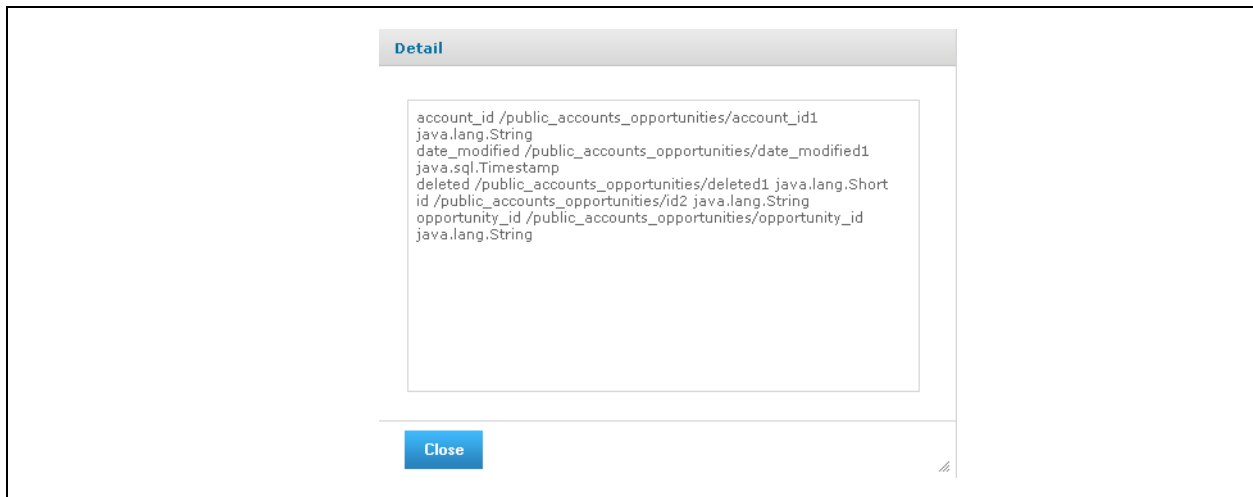 Detail
account_id /public_accounts_opportunities/account_id1
java.lang.String
date_modified /public_accounts_opportunities/date_modified1
java.sql.Timestamp
deleted /public_accounts_opportunities/deleted1 java.lang.Short
id /public_accounts_opportunities/id2 java.lang.String
opportunity_id /public_accounts_opportunities/opportunity_id
java.lang.String
Close